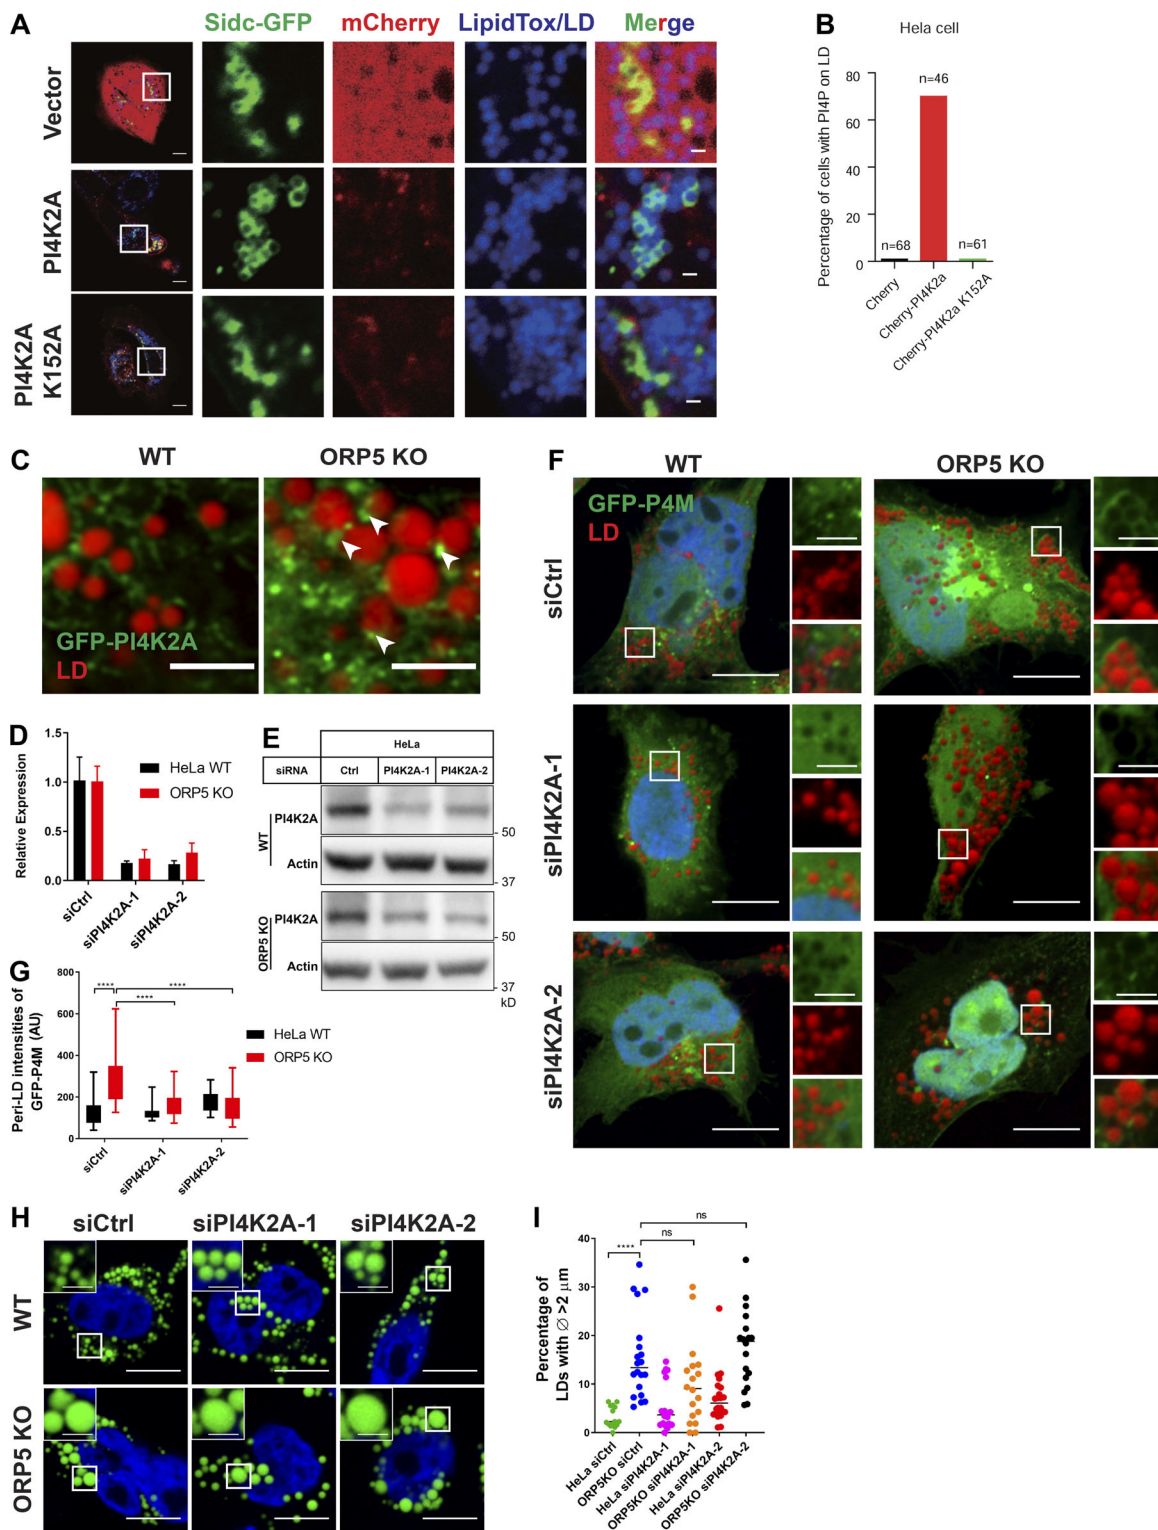 A
Sidc-GFP mCherry LipidTox/LD Merge
Vector
PI4K2A
PI4K2A
K152A
B
Hela cell
Percentage of cells with PI4P on LD
80
60
40
20
0
n=68
n=46
n=61
Cherry
Cherry-PI4K2a
Cherry-PI4K2a K152A
C
WT ORP5 KO
GFP-PI4K2A
LD
D
Relative Expression
1.5
1.0
0.5
0.0
HeLa WT
ORP5 KO
siCtrl
siPI4K2A-1
siPI4K2A-2
E
HeLa
siRNA Ctrl PI4K2A-1 PI4K2A-2
WT
PI4K2A
50
Actin
37
ORP5 KO
PI4K2A
50
Actin
37
kD
F
WT ORP5 KO
GFP-P4M
LD
siCtrl
siPI4K2A-1
siPI4K2A-2
G
Peri-LD intensities of
GFP-P4M (AU)
800
600
400
200
0
****
****
****
HeLa WT
ORP5 KO
siCtrl
siPI4K2A-1
siPI4K2A-2
H
siCtrl siPI4K2A-1 siPI4K2A-2
WT
ORP5 KO
I
Percentage of
LDs with Ø >2 μm
40
30
20
10
0
****
ns
ns
HeLa siCtrl
ORP5KO siCtrl
HeLa siPI4K2A-1
ORP5KO siPI4K2A-1
HeLa siPI4K2A-2
ORP5KO siPI4K2A-2